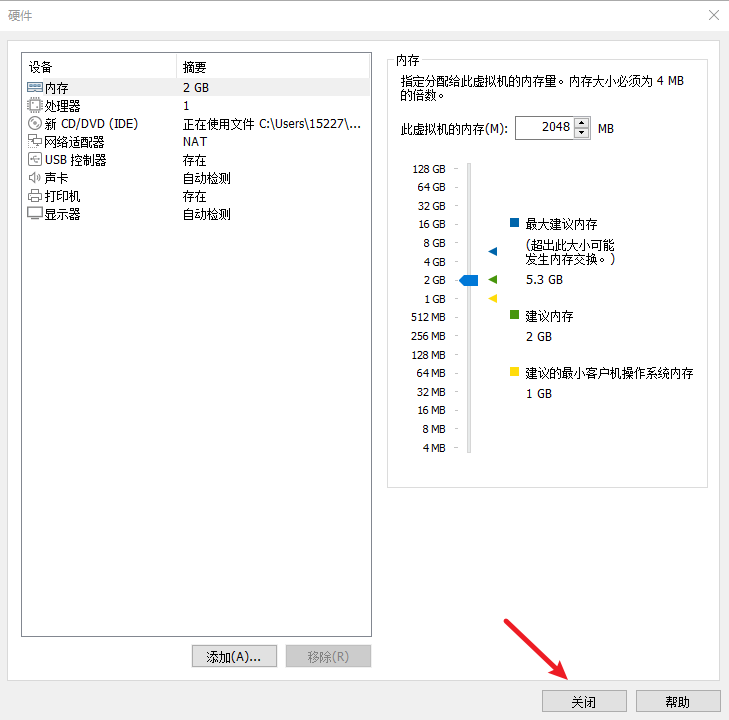 硬件
设备 摘要
内存 2 GB
处理器 1
新 CD/DVD (IDE) 正在使用文件 C:\Users\15227\...
网络适配器 NAT
USB 控制器 存在
声卡 自动检测
打印机 存在
显示器 自动检测
添加(A)... 移除(R)
内存
指定分配给此虚拟机的内存量。内存大小必须为 4 MB
的倍数。
此虚拟机的内存(M): 2048 MB
128 GB
64 GB
32 GB
16 GB
8 GB
4 GB
2 GB
1 GB
512 MB
256 MB
128 MB
64 MB
32 MB
16 MB
8 MB
4 MB
最大建议内存
(超出此大小可能
发生内存交换。)
5.3 GB
建议内存
2 GB
建议的最小客户机操作系统内存
1 GB
关闭 帮助